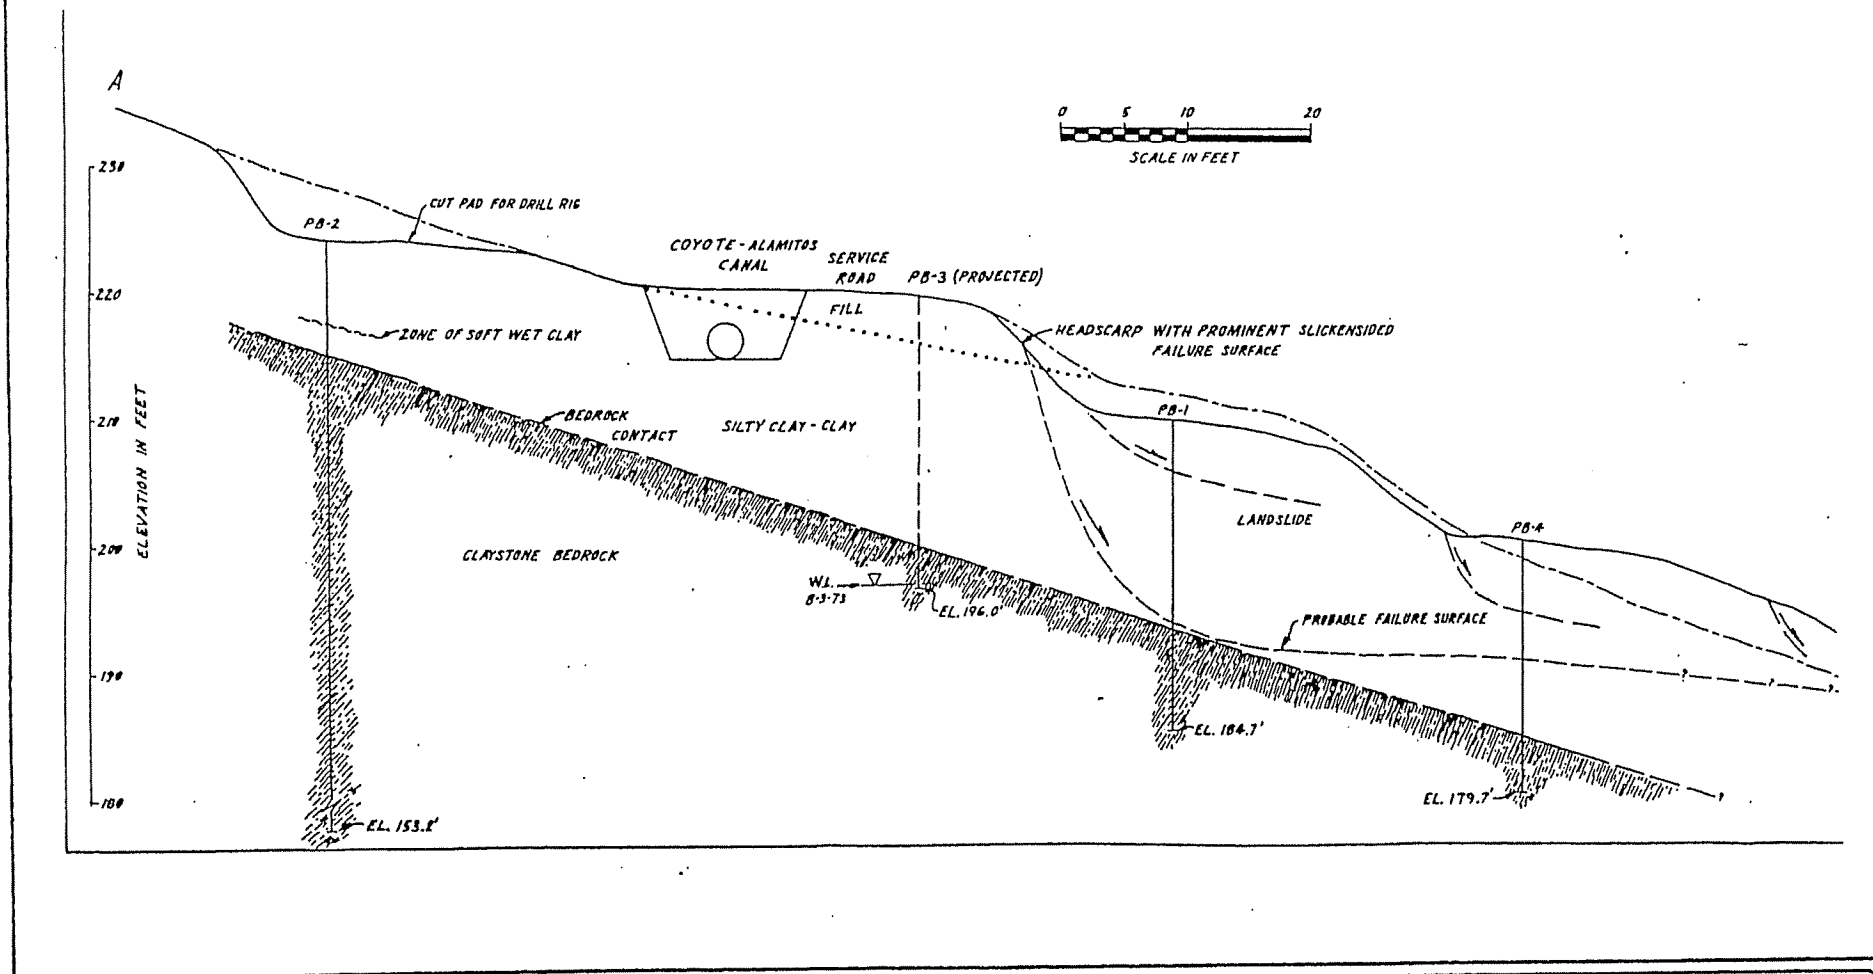 A
0 5 10 20
SCALE IN FEET
230
CUT PAD FOR DRILL RIG
PB-2
COYOTE-ALAMITOS
CANAL
SERVICE
ROAD
PB-3 (PROJECTED)
220
FILL
ZONE OF SOFT WET CLAY
HEADSCARP WITH PROMINENT SLICKENSIDED
FAILURE SURFACE
ELEVATION IN FEET
210
BEDROCK
CONTACT
SILTY CLAY - CLAY
PB-1
LANDSLIDE
PB-4
200
CLAYSTONE BEDROCK
W.L.
8-3-73
EL. 196.0'
PROBABLE FAILURE SURFACE
190
? ? ?
EL. 184.7'
180
EL. 179.7'
?
EL. 153.2'